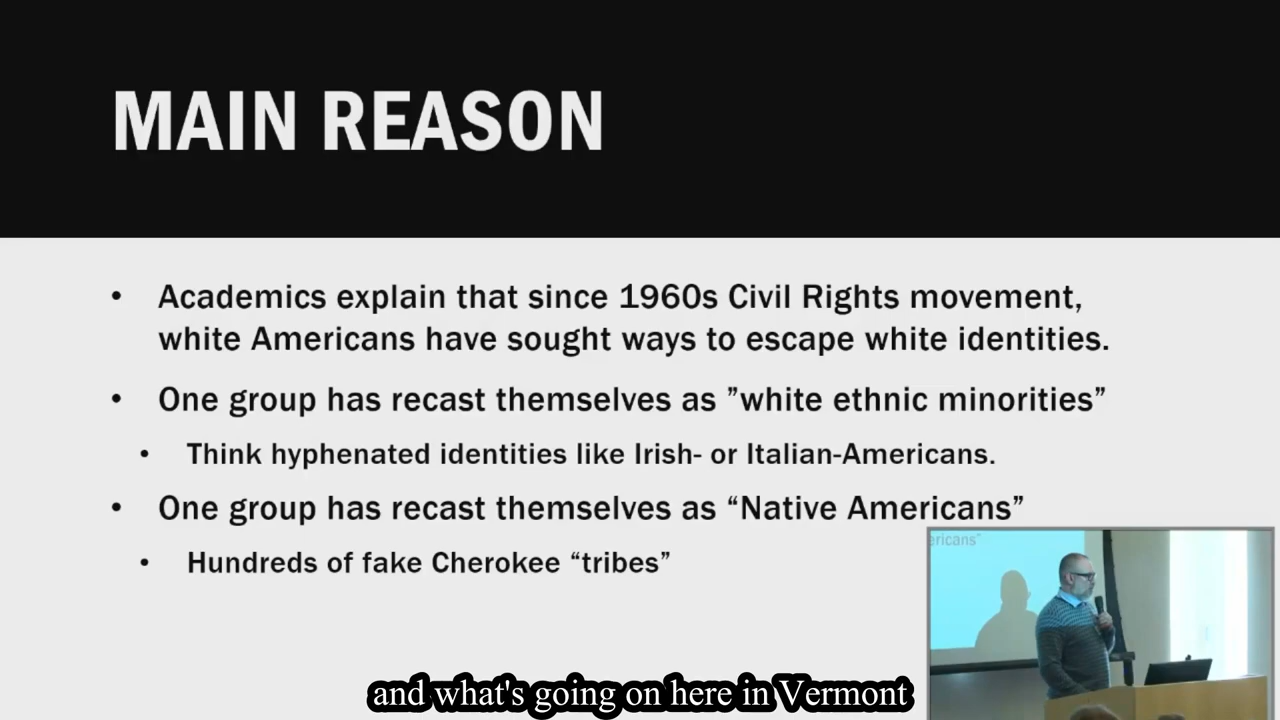 MAIN REASON
• Academics explain that since 1960s Civil Rights movement,
white Americans have sought ways to escape white identities.
• One group has recast themselves as ”white ethnic minorities”
• Think hyphenated identities like Irish- or Italian-Americans.
• One group has recast themselves as “Native Americans”
• Hundreds of fake Cherokee “tribes”
ericans”
and what's going on here in Vermont